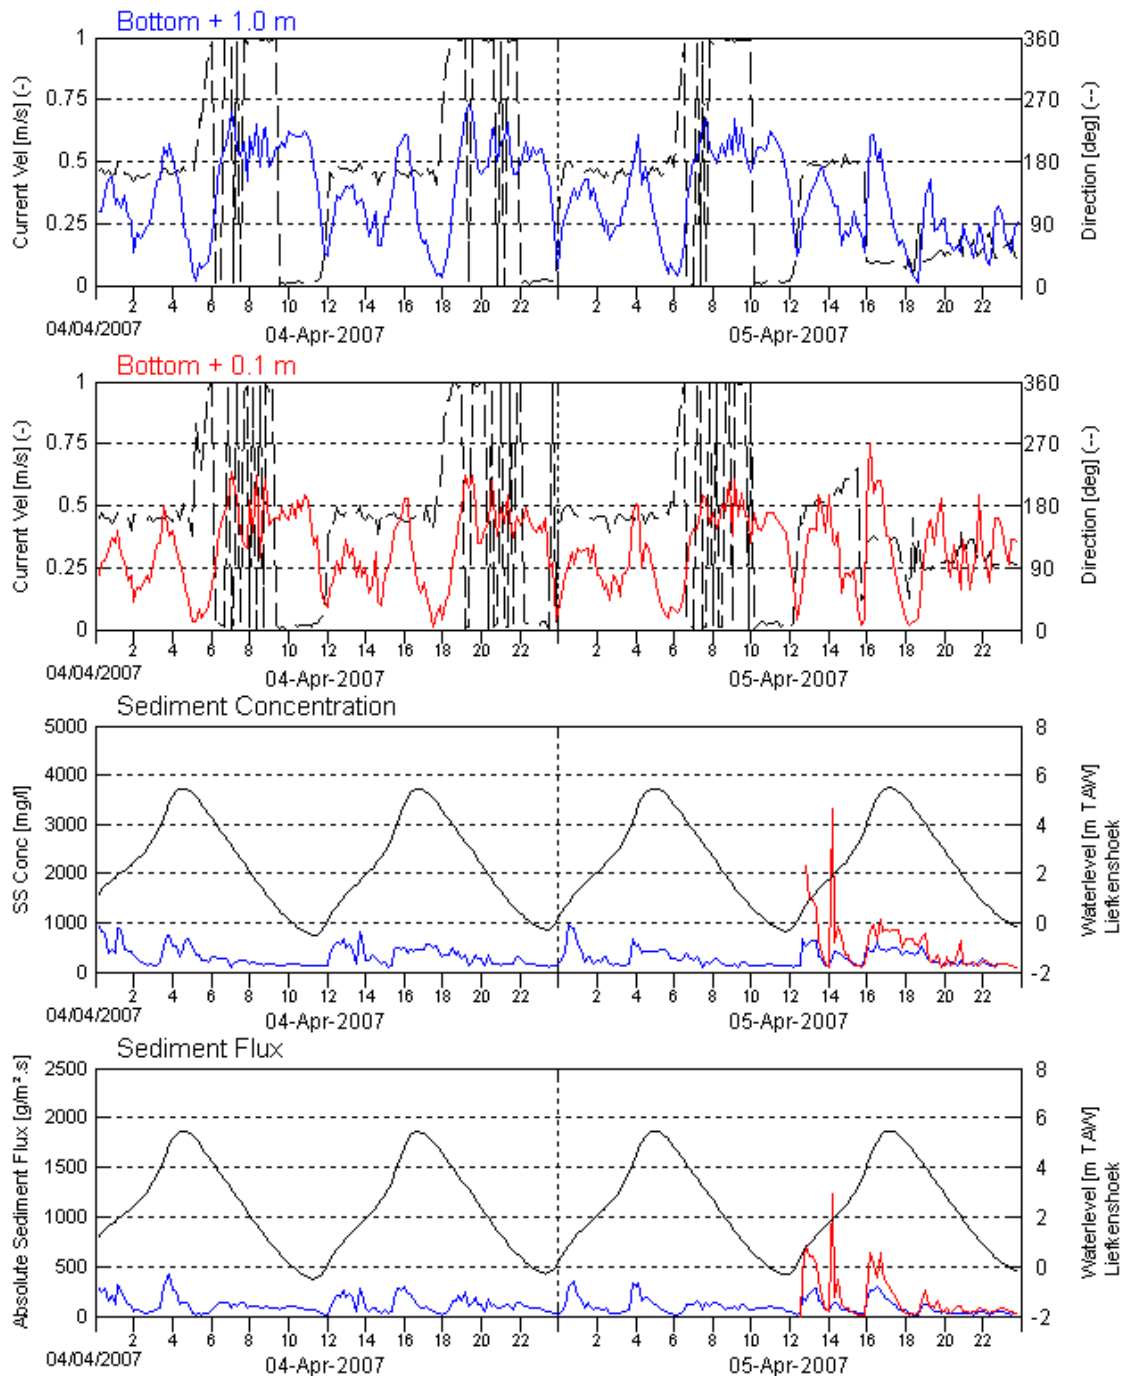 Bottom + 1.0 m
Current Vel [m/s] (-)
1
0.75
0.5
0.25
0
360
270
180
90
0
Direction [deg] (--)
2 4 6 8 10 12 14 16 18 20 22 2 4 6 8 10 12 14 16 18 20 22
04/04/2007
04-Apr-2007 05-Apr-2007
Bottom + 0.1 m
Current Vel [m/s] (-)
1
0.75
0.5
0.25
0
360
270
180
90
0
Direction [deg] (--)
2 4 6 8 10 12 14 16 18 20 22 2 4 6 8 10 12 14 16 18 20 22
04/04/2007
04-Apr-2007 05-Apr-2007
Sediment Concentration
SS Conc [mg/l]
5000
4000
3000
2000
1000
0
8
6
4
2
0
-2
Waterlevel [m TAW]
Liefkenshoek
2 4 6 8 10 12 14 16 18 20 22 2 4 6 8 10 12 14 16 18 20 22
04/04/2007
04-Apr-2007 05-Apr-2007
Sediment Flux
Absolute Sediment Flux [g/m².s]
2500
2000
1500
1000
500
0
8
6
4
2
0
-2
Waterlevel [m TAW]
Liefkenshoek
2 4 6 8 10 12 14 16 18 20 22 2 4 6 8 10 12 14 16 18 20 22
04/04/2007
04-Apr-2007 05-Apr-2007